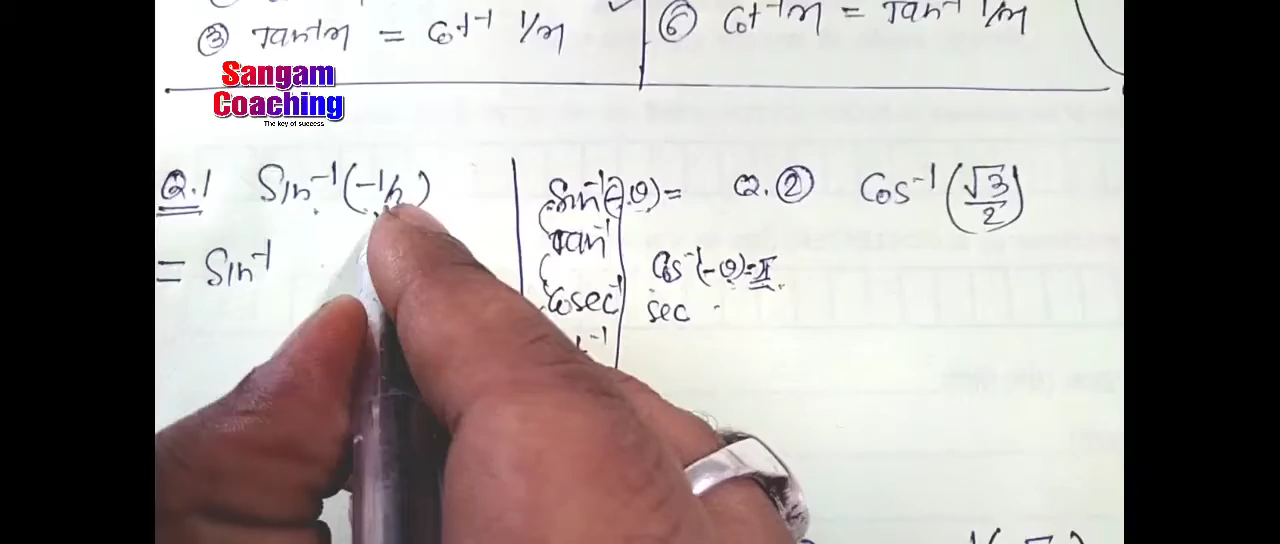 ③ Tan⁻¹x = Cot⁻¹ 1/x
⑥ Cot⁻¹x = Tan⁻¹ 1/x
Sangam
Coaching
The key of success
Q.1 Sin⁻¹(-1/2)
= Sin⁻¹
Sin⁻¹(-θ)=
Tan⁻¹
Cosec⁻¹
Cos⁻¹(-θ)=π
sec
Q.② Cos⁻¹(√3/2)